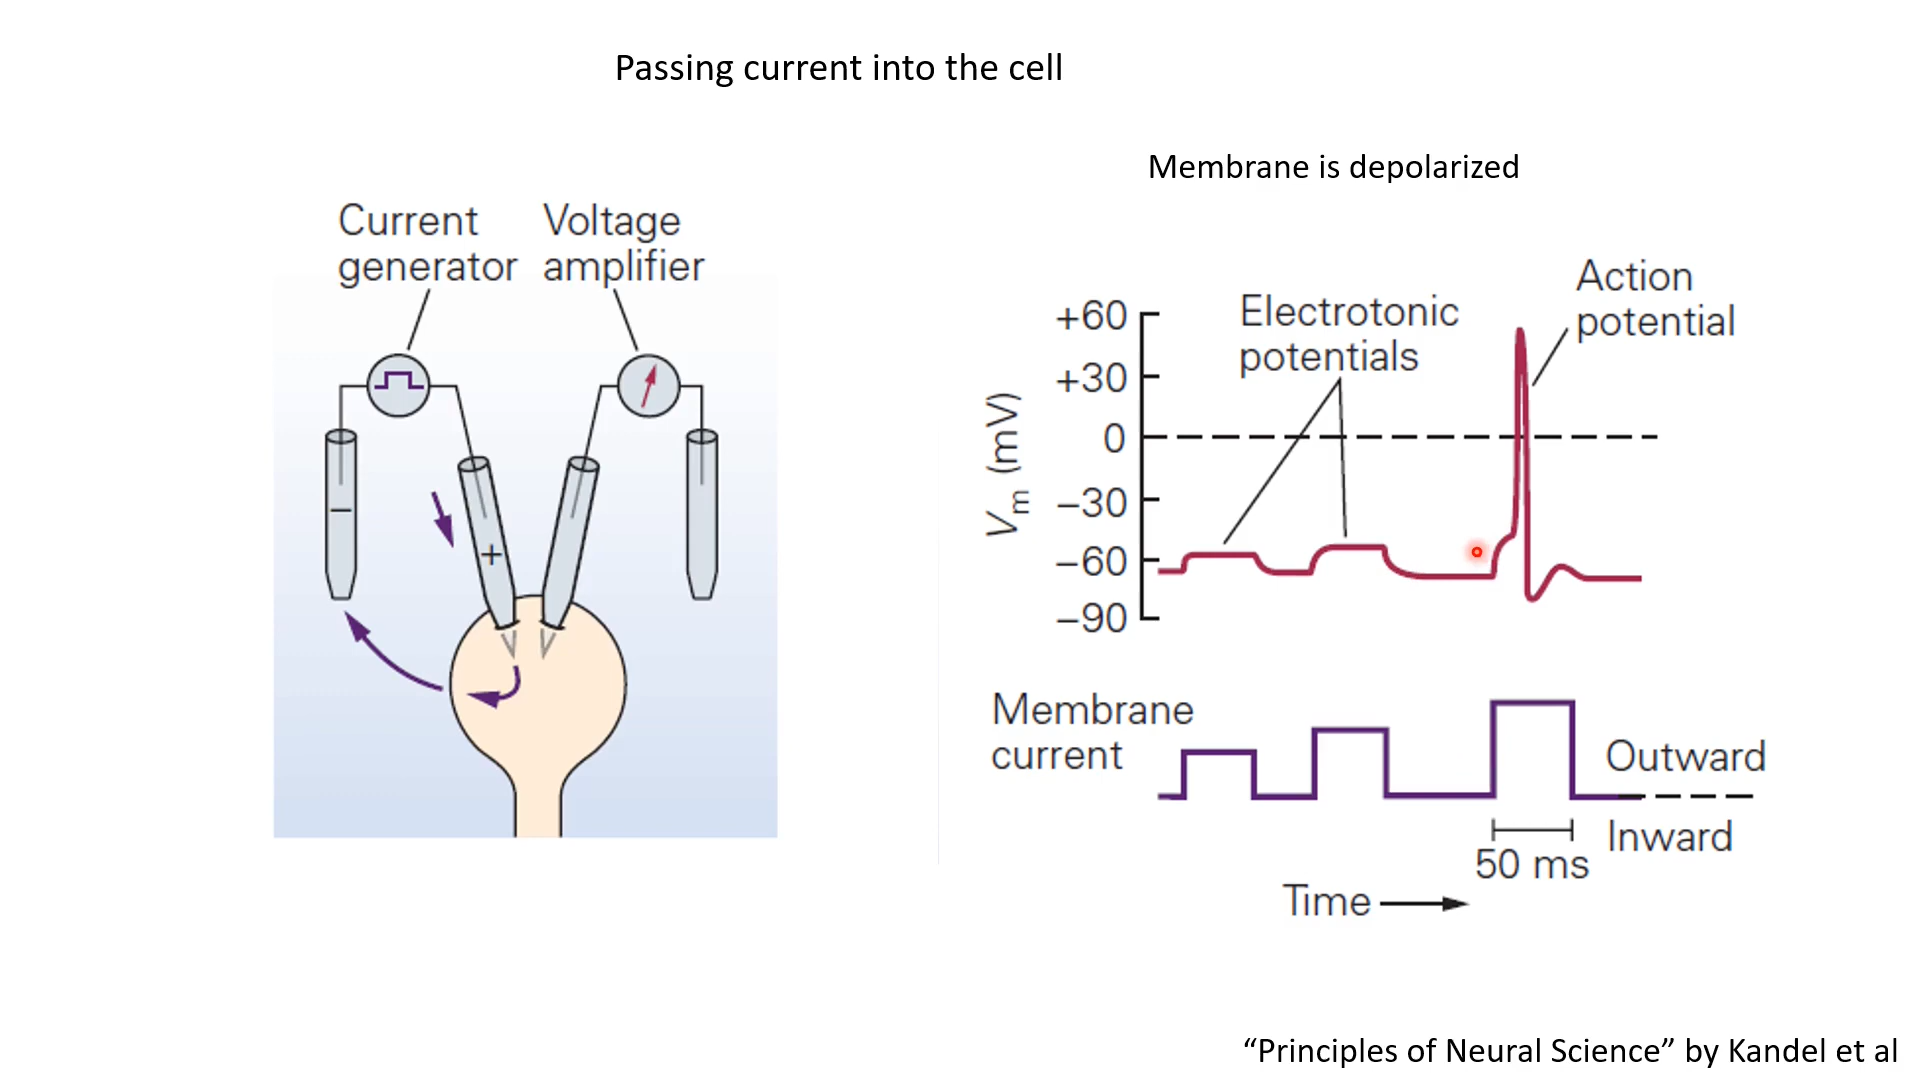 Passing current into the cell
Membrane is depolarized
Current
generator
Voltage
amplifier
−
+
Electrotonic
potentials
Action
potential
+60
+30
0
−30
−60
−90
Vm (mV)
Membrane
current
Outward
Inward
50 ms
Time
“Principles of Neural Science” by Kandel et al